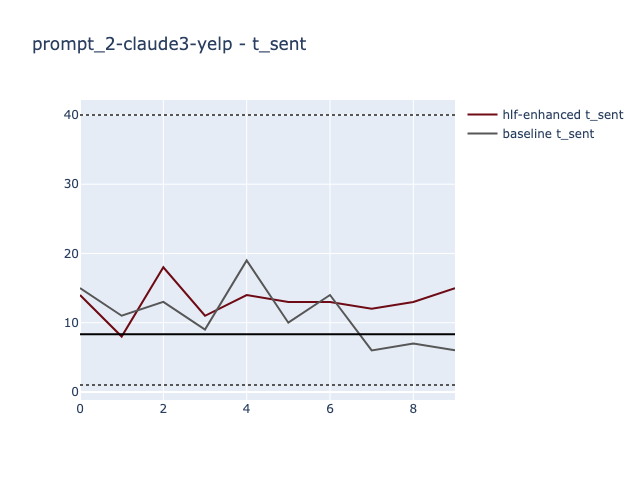 prompt_2-claude3-yelp - t_sent
hlf-enhanced t_sent
baseline t_sent
40
30
20
10
0
0 2 4 6 8